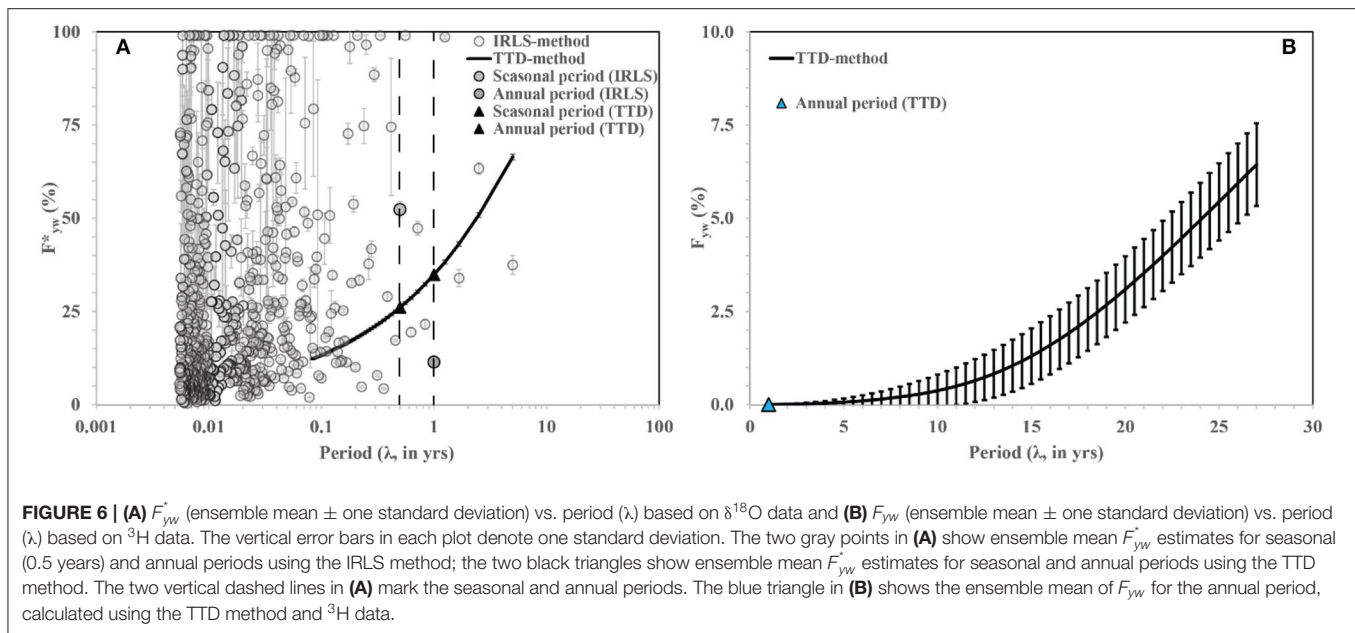 A
100
75
50
25
0
F*yw (%)
0.001
0.01
0.1
1
10
100
Period (λ, in yrs)
IRLS-method
TTD-method
Seasonal period (IRLS)
Annual period (IRLS)
Seasonal period (TTD)
Annual period (TTD)
B
10.0
7.5
5.0
2.5
0.0
Fyw (%)
0
5
10
15
20
25
30
Period (λ, in yrs)
TTD-method
Annual period (TTD)
FIGURE 6 | (A) F*yw (ensemble mean ± one standard deviation) vs. period (λ) based on δ18O data and (B) Fyw (ensemble mean ± one standard deviation) vs. period
(λ) based on 3H data. The vertical error bars in each plot denote one standard deviation. The two gray points in (A) show ensemble mean F*yw estimates for seasonal
(0.5 years) and annual periods using the IRLS method; the two black triangles show ensemble mean F*yw estimates for seasonal and annual periods using the TTD
method. The two vertical dashed lines in (A) mark the seasonal and annual periods. The blue triangle in (B) shows the ensemble mean of Fyw for the annual period,
calculated using the TTD method and 3H data.